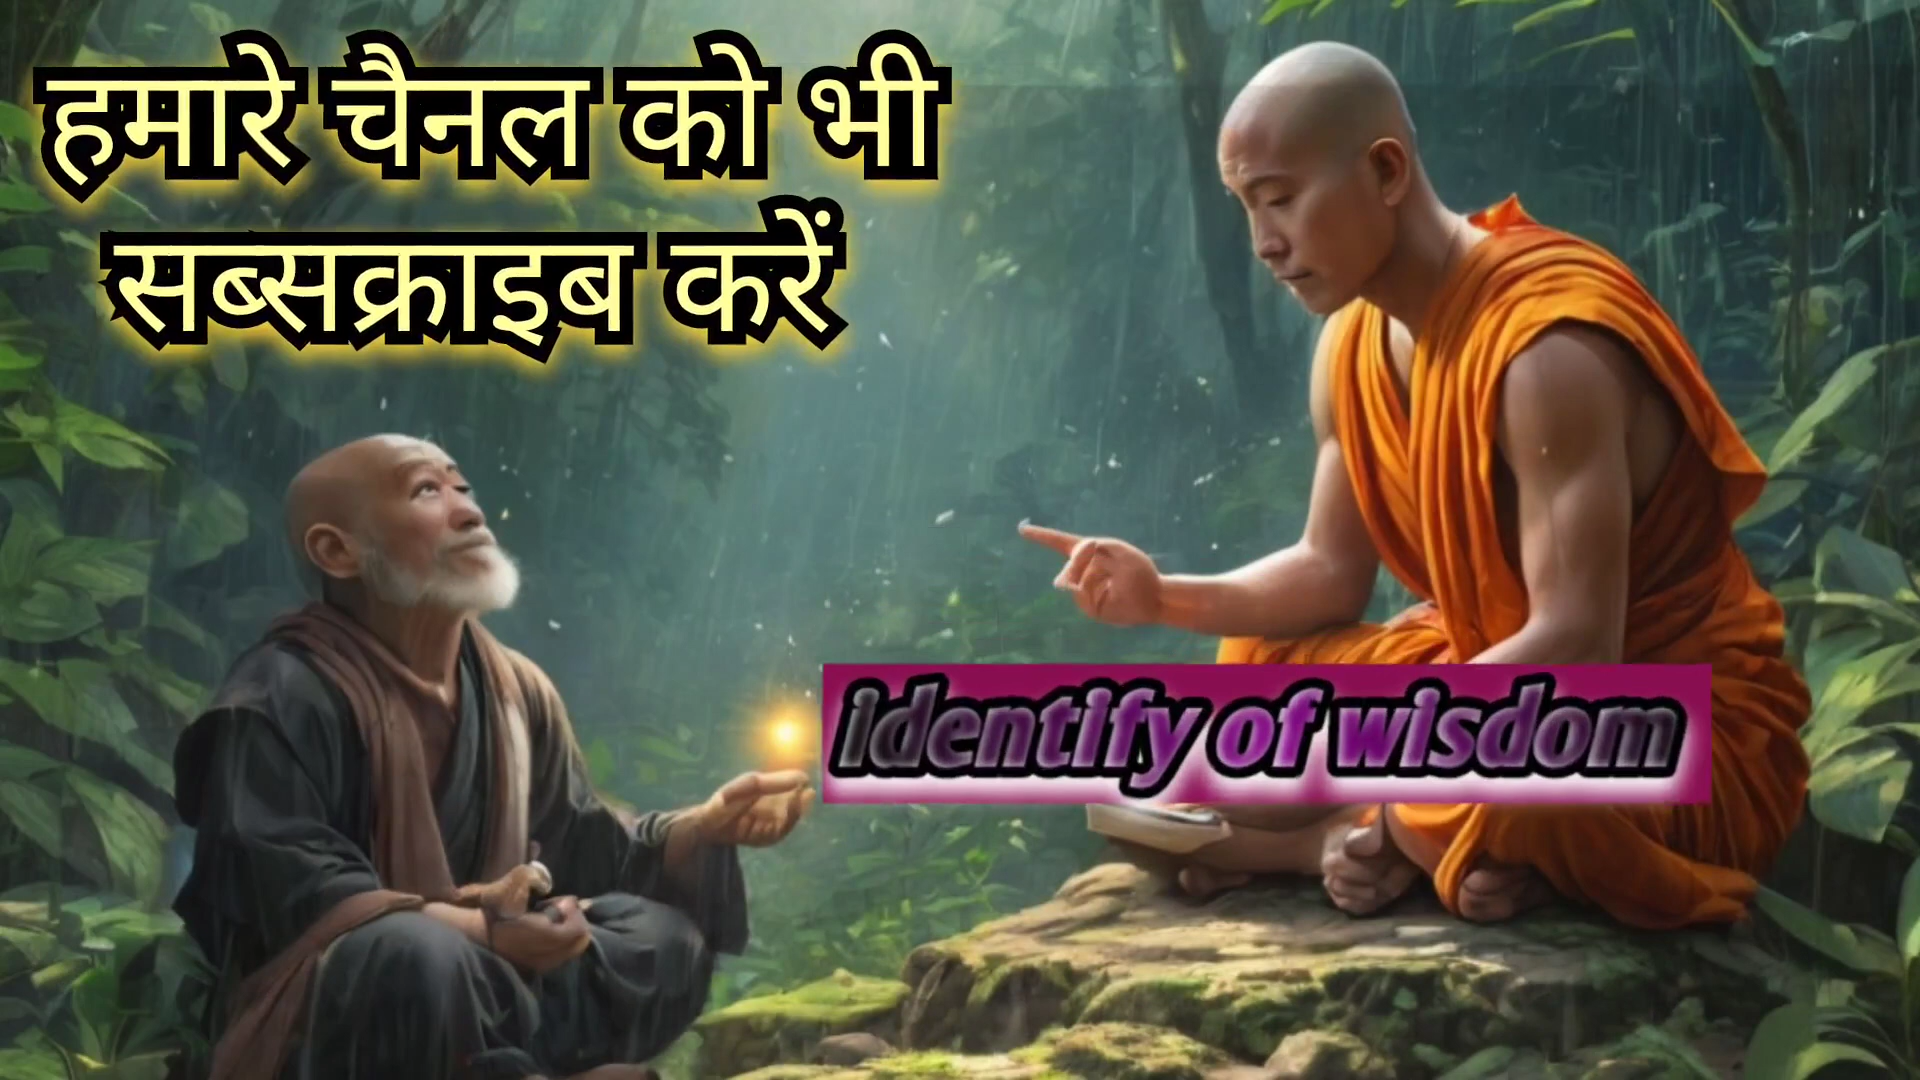 हमारे चैनल को भी
सब्सक्राइब करें
identify of wisdom